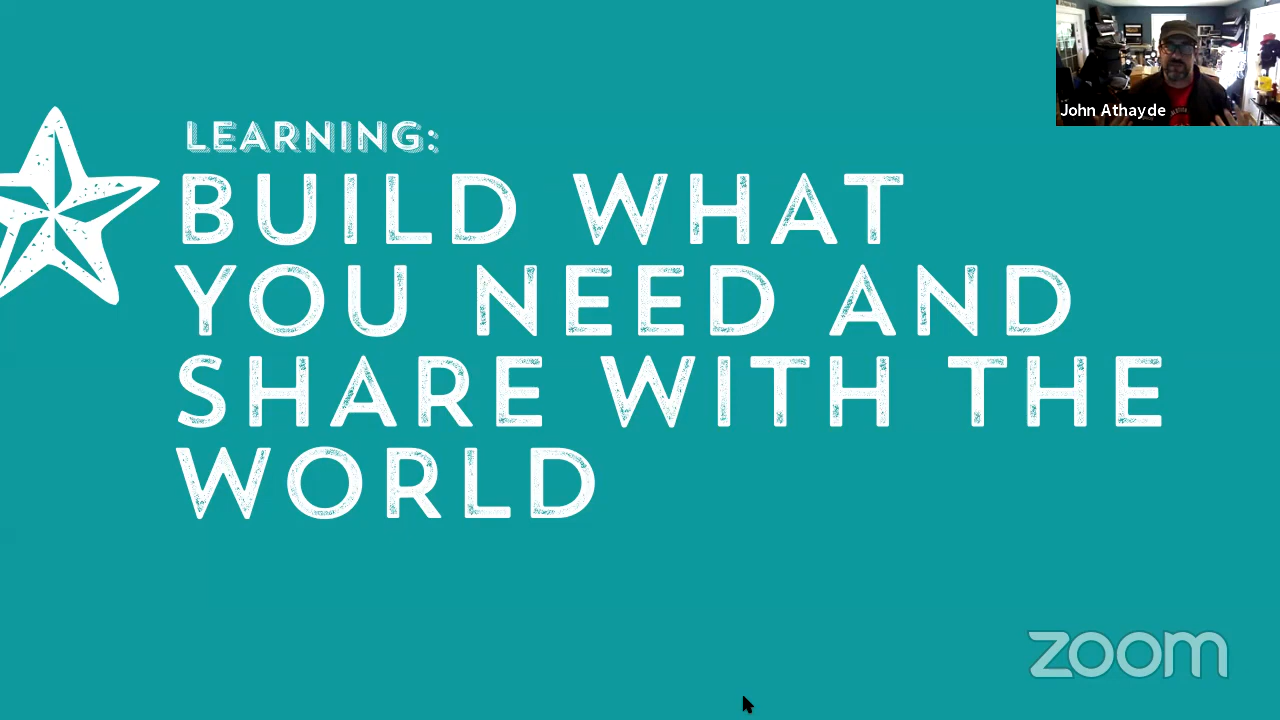 John Athayde
LEARNING:
BUILD WHAT
YOU NEED AND
SHARE WITH THE
WORLD
zoom